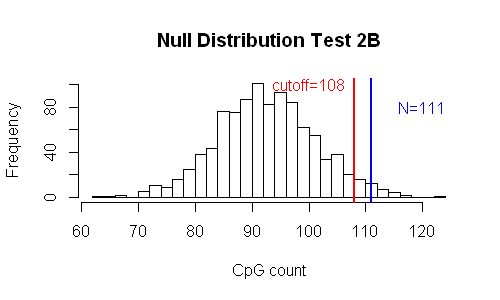 Null Distribution Test 2B
cutoff=108
N=111
Frequency
0 40 80
60 70 80 90 100 110 120
CpG count